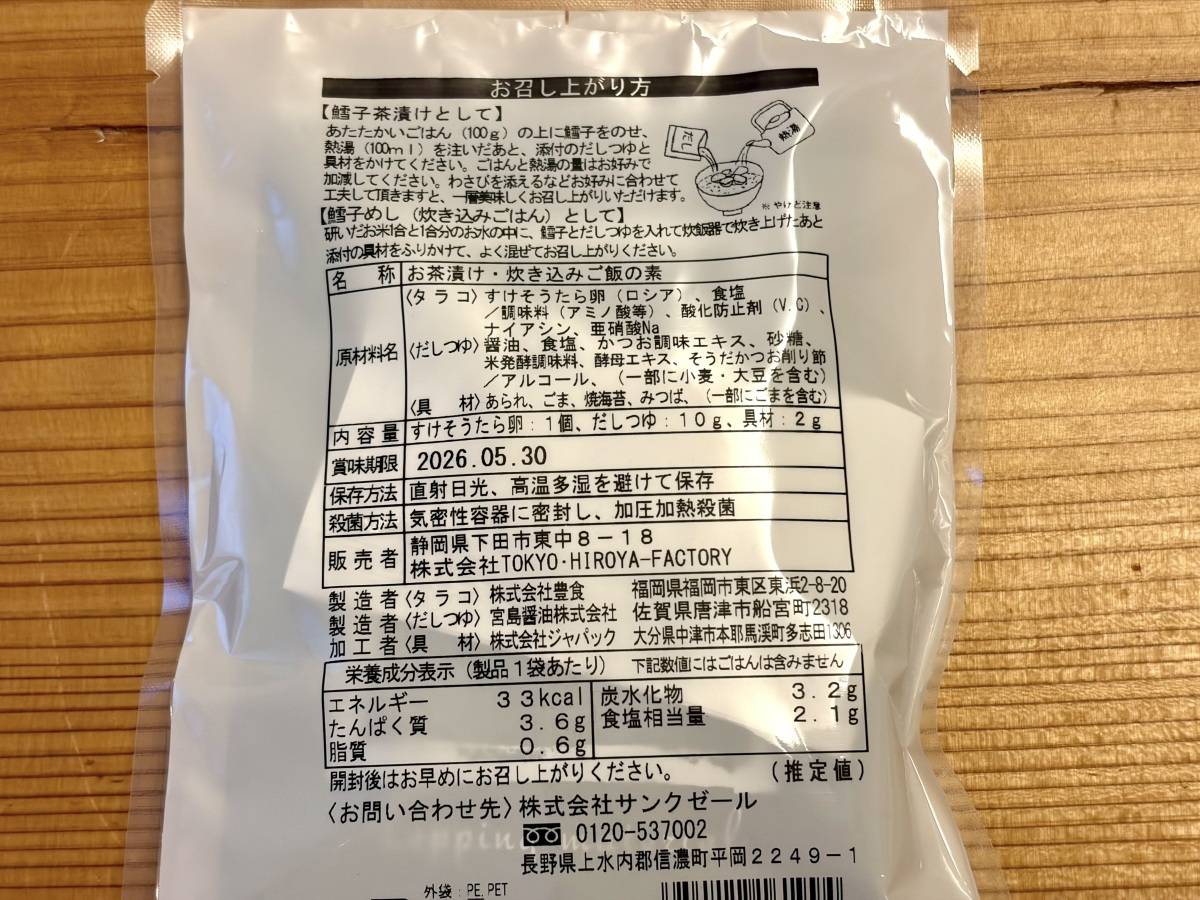 お召し上がり方
【鱈子茶漬けとして】
あたたかいごはん（100g）の上に鱈子をのせ、
熱湯（100ml）を注いだあと、添付のだしつゆと
具材をかけてください。ごはんと熱湯の量はお好みで
加減してください。わさびを添えるなどお好みに合わせて
工夫して頂きますと、一層美味しくお召し上がりいただけます。
だし
熱湯
※やけど注意
【鱈子めし（炊き込みごはん）として】
研いだお米1合と1合分のお水の中に、鱈子とだしつゆを入れて炊飯器で炊き上げたあと
添付の具材をふりかけて、よく混ぜてお召し上がりください。
名称 お茶漬け・炊き込みご飯の素
原材料名 〈タラコ〉すけそうたら卵（ロシア）、食塩
／調味料（アミノ酸等）、酸化防止剤（V.C）、
ナイアシン、亜硝酸Na
〈だしつゆ〉醤油、食塩、かつお調味エキス、砂糖、
米発酵調味料、酵母エキス、そうだかつお削り節
／アルコール、（一部に小麦・大豆を含む）
〈具材〉あられ、ごま、焼海苔、みつば、（一部にごまを含む）
内容量 すけそうたら卵：1個、だしつゆ：10g、具材：2g
賞味期限 2026.05.30
保存方法 直射日光、高温多湿を避けて保存
殺菌方法 気密性容器に密封し、加圧加熱殺菌
販売者 静岡県下田市東中8－18
株式会社TOKYO・HIROYA-FACTORY
製造者〈タラコ〉株式会社豊食 福岡県福岡市東区東浜2-8-20
製造者〈だしつゆ〉宮島醤油株式会社 佐賀県唐津市船宮町2318
加工者〈具材〉株式会社ジャパック 大分県中津市本耶馬渓町多志田1306
栄養成分表示（製品1袋あたり） 下記数値にはごはんは含みません
エネルギー 33kcal 炭水化物 3.2g
たんぱく質 3.6g 食塩相当量 2.1g
脂質 0.6g
開封後はお早めにお召し上がりください。 （推定値）
〈お問い合わせ先〉株式会社サンクゼール
0120-537002
長野県上水内郡信濃町平岡2249－1
外袋：PE,PET